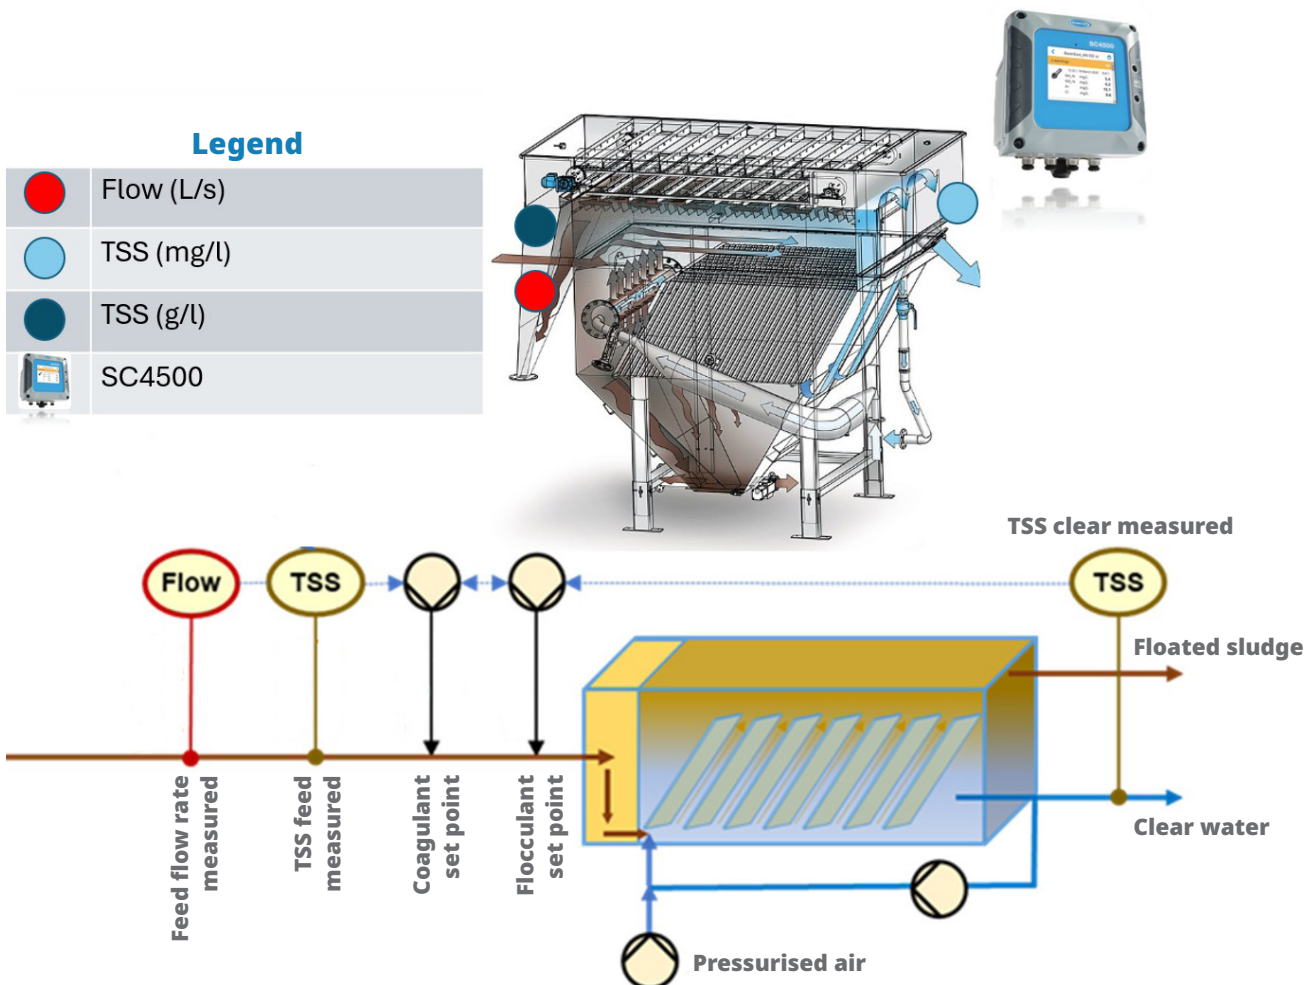 SC4500
Legend
Flow (L/s)
TSS (mg/l)
TSS (g/l)
SC4500
TSS clear measured
Flow
TSS
TSS
Floated sludge
Clear water
Feed flow rate
measured
TSS feed
measured
Coagulant
set point
Flocculant
set point
Pressurised air